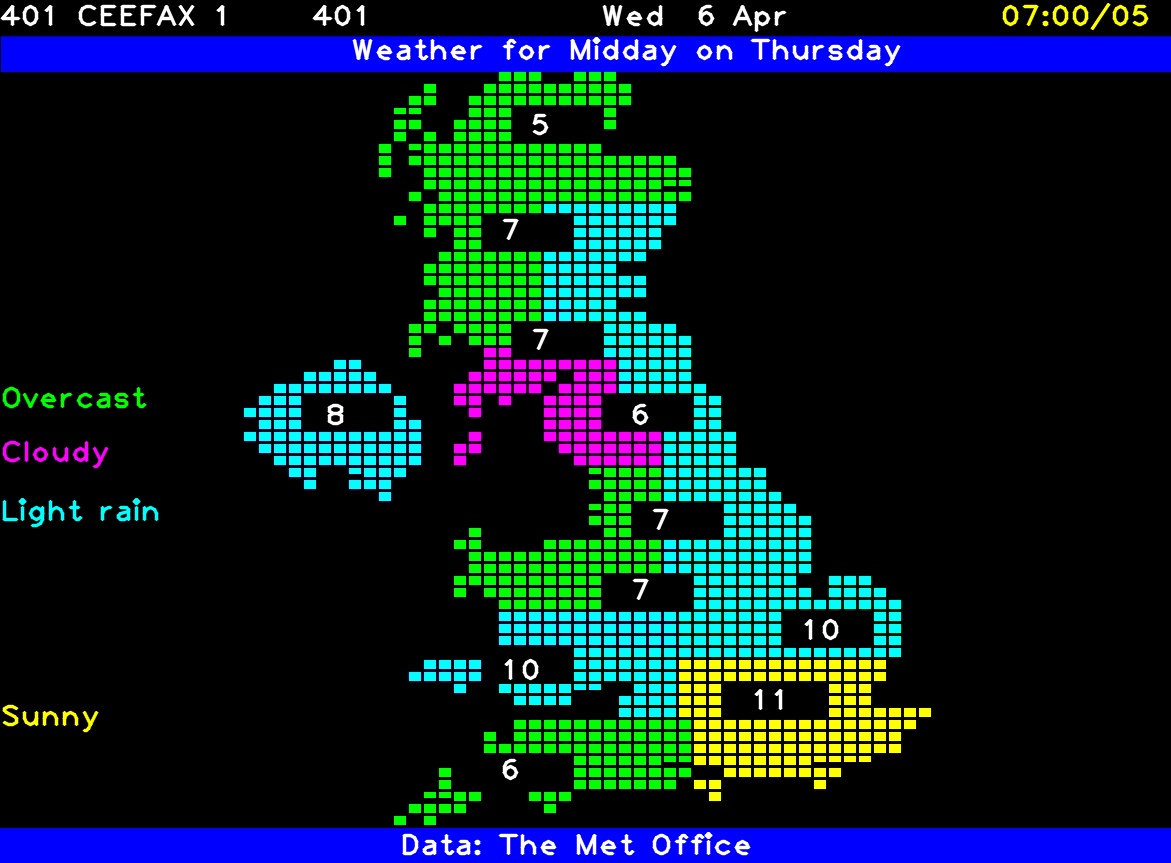 401 CEEFAX 1 401 Wed 6 Apr 07:00/05
Weather for Midday on Thursday
5
7
7
Overcast
8
6
Cloudy
Light rain
7
7
10
10
11
Sunny
6
Data: The Met Office